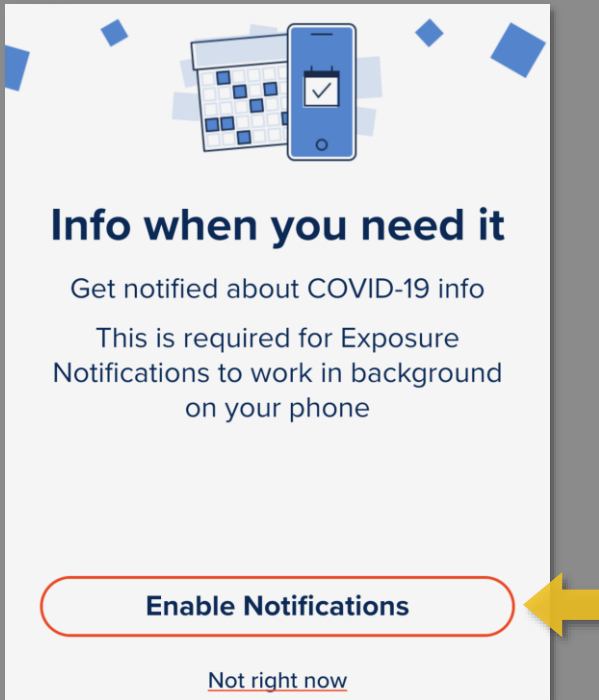 Info when you need it
Get notified about COVID-19 info
This is required for Exposure
Notifications to work in background
on your phone
Enable Notifications
Not right now